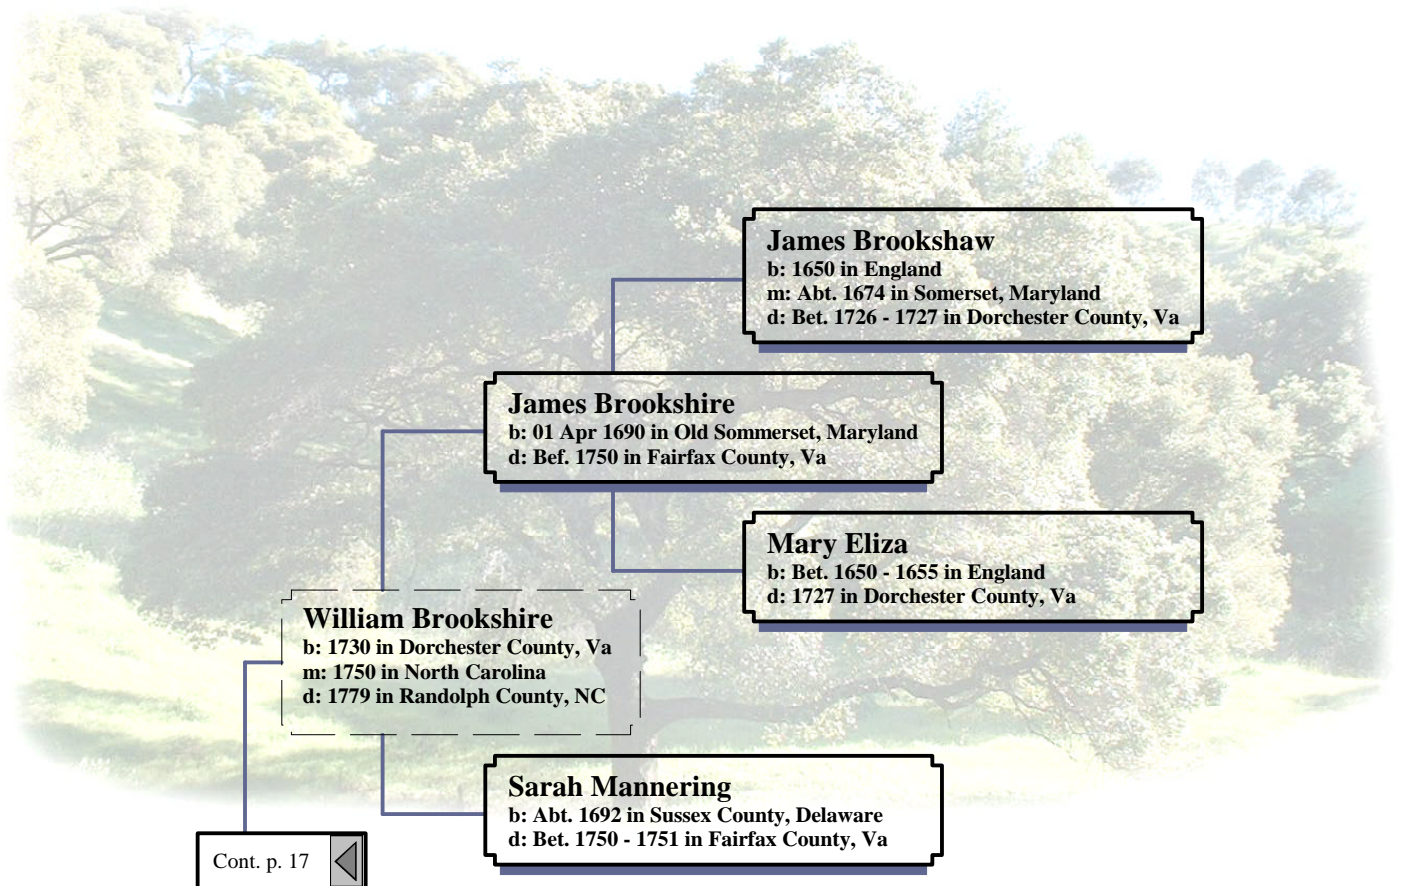 James Brookshaw
b: 1650 in England
m: Abt. 1674 in Somerset, Maryland
d: Bet. 1726 - 1727 in Dorchester County, Va
James Brookshire
b: 01 Apr 1690 in Old Sommerset, Maryland
d: Bef. 1750 in Fairfax County, Va
Mary Eliza
b: Bet. 1650 - 1655 in England
d: 1727 in Dorchester County, Va
William Brookshire
b: 1730 in Dorchester County, Va
m: 1750 in North Carolina
d: 1779 in Randolph County, NC
Sarah Mannering
b: Abt. 1692 in Sussex County, Delaware
d: Bet. 1750 - 1751 in Fairfax County, Va
Cont. p. 17